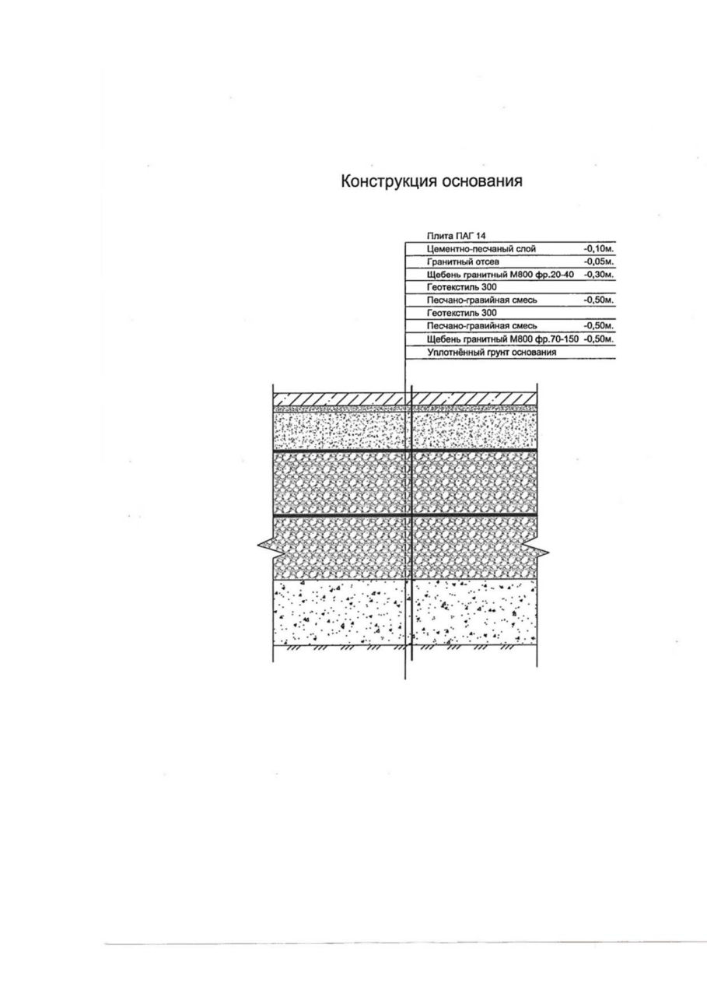 Конструкция основания
Плита ПАГ 14
Цементно-песчаный слой -0,10м.
Гранитный отсев -0,05м.
Щебень гранитный М800 фр.20-40 -0,30м.
Геотекстиль 300
Песчано-гравийная смесь -0,50м.
Геотекстиль 300
Песчано-гравийная смесь -0,50м.
Щебень гранитный М800 фр.70-150 -0,50м.
Уплотнённый грунт основания